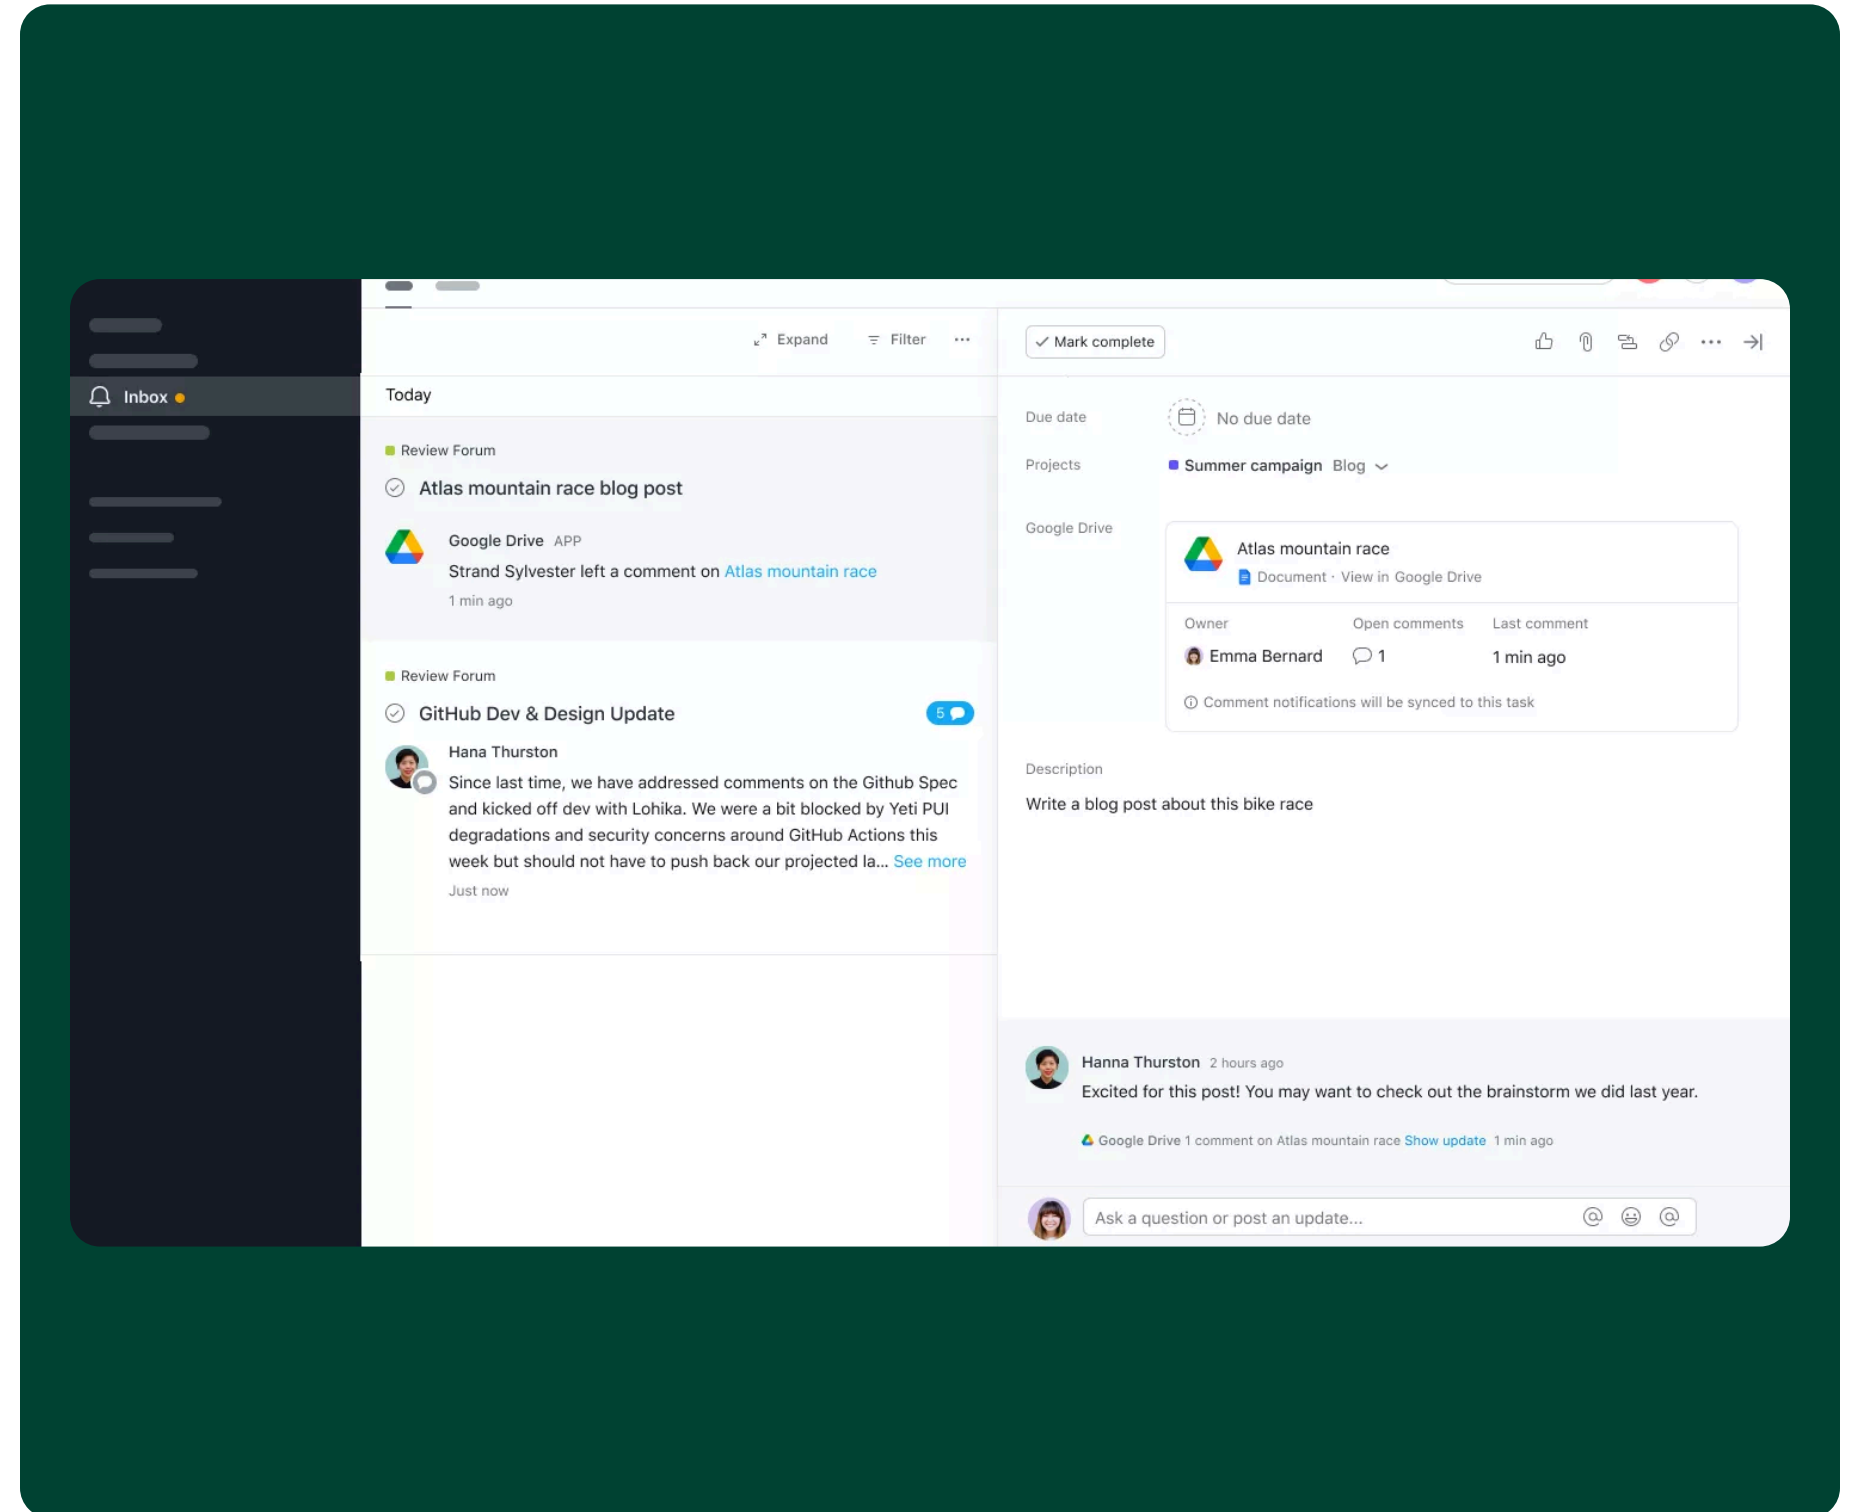 Inbox
Expand Filter
Today
Review Forum
Atlas mountain race blog post
Google Drive APP
Strand Sylvester left a comment on Atlas mountain race
1 min ago
Review Forum
GitHub Dev & Design Update
5
Hana Thurston
Since last time, we have addressed comments on the Github Spec
and kicked off dev with Lohika. We were a bit blocked by Yeti PUI
degradations and security concerns around GitHub Actions this
week but should not have to push back our projected la... See more
Just now
Mark complete
Due date No due date
Projects Summer campaign Blog
Google Drive
Atlas mountain race
Document · View in Google Drive
Owner Open comments Last comment
Emma Bernard 1 1 min ago
Comment notifications will be synced to this task
Description
Write a blog post about this bike race
Hanna Thurston 2 hours ago
Excited for this post! You may want to check out the brainstorm we did last year.
Google Drive 1 comment on Atlas mountain race Show update 1 min ago
Ask a question or post an update...